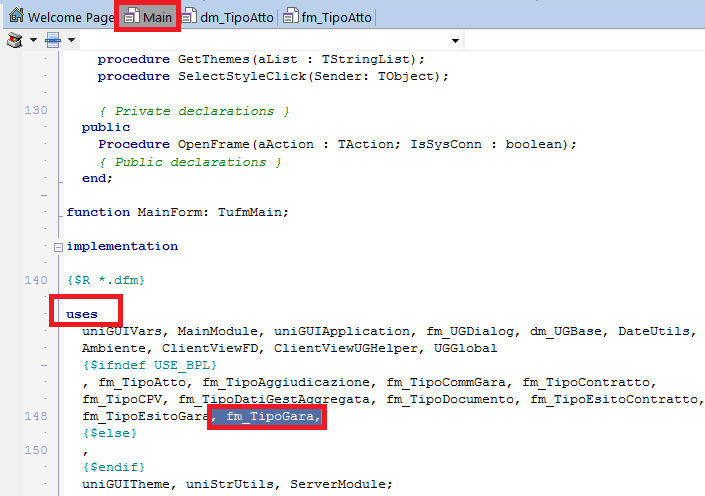 Welcome Page Main dm_TipoAtto fm_TipoAtto
procedure GetThemes(aList : TStringList);
procedure SelectStyleClick(Sender: TObject);
130 { Private declarations }
public
Procedure OpenFrame(aAction : TAction; IsSysConn : boolean);
{ Public declarations }
end;
function MainForm: TufmMain;
implementation
140 {$R *.dfm}
uses
uniGUIVars, MainModule, uniGUIApplication, fm_UGDialog, dm_UGBase, DateUtils,
Ambiente, ClientViewFD, ClientViewUGHelper, UGGlobal
{$ifndef USE_BPL}
, fm_TipoAtto, fm_TipoAggiudicazione, fm_TipoCommGara, fm_TipoContratto,
fm_TipoCPV, fm_TipoDatiGestAggregata, fm_TipoDocumento, fm_TipoEsitoContratto,
148 fm_TipoEsitoGara, fm_TipoGara,
{$else}
150 ,
{$endif}
uniGUITheme, uniStrUtils, ServerModule;